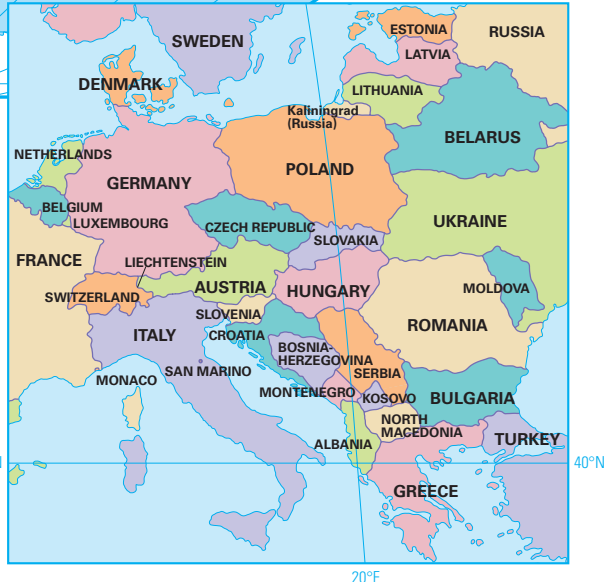 SWEDEN
ESTONIA
RUSSIA
LATVIA
DENMARK
LITHUANIA
Kaliningrad
(Russia)
BELARUS
NETHERLANDS
GERMANY
POLAND
BELGIUM
LUXEMBOURG
CZECH REPUBLIC
UKRAINE
SLOVAKIA
FRANCE
LIECHTENSTEIN
AUSTRIA
HUNGARY
MOLDOVA
SWITZERLAND
SLOVENIA
ROMANIA
ITALY
CROATIA
BOSNIA-
HERZEGOVINA
SAN MARINO
SERBIA
MONACO
MONTENEGRO
KOSOVO
BULGARIA
NORTH
MACEDONIA
ALBANIA
TURKEY
N
40°N
GREECE
20°E